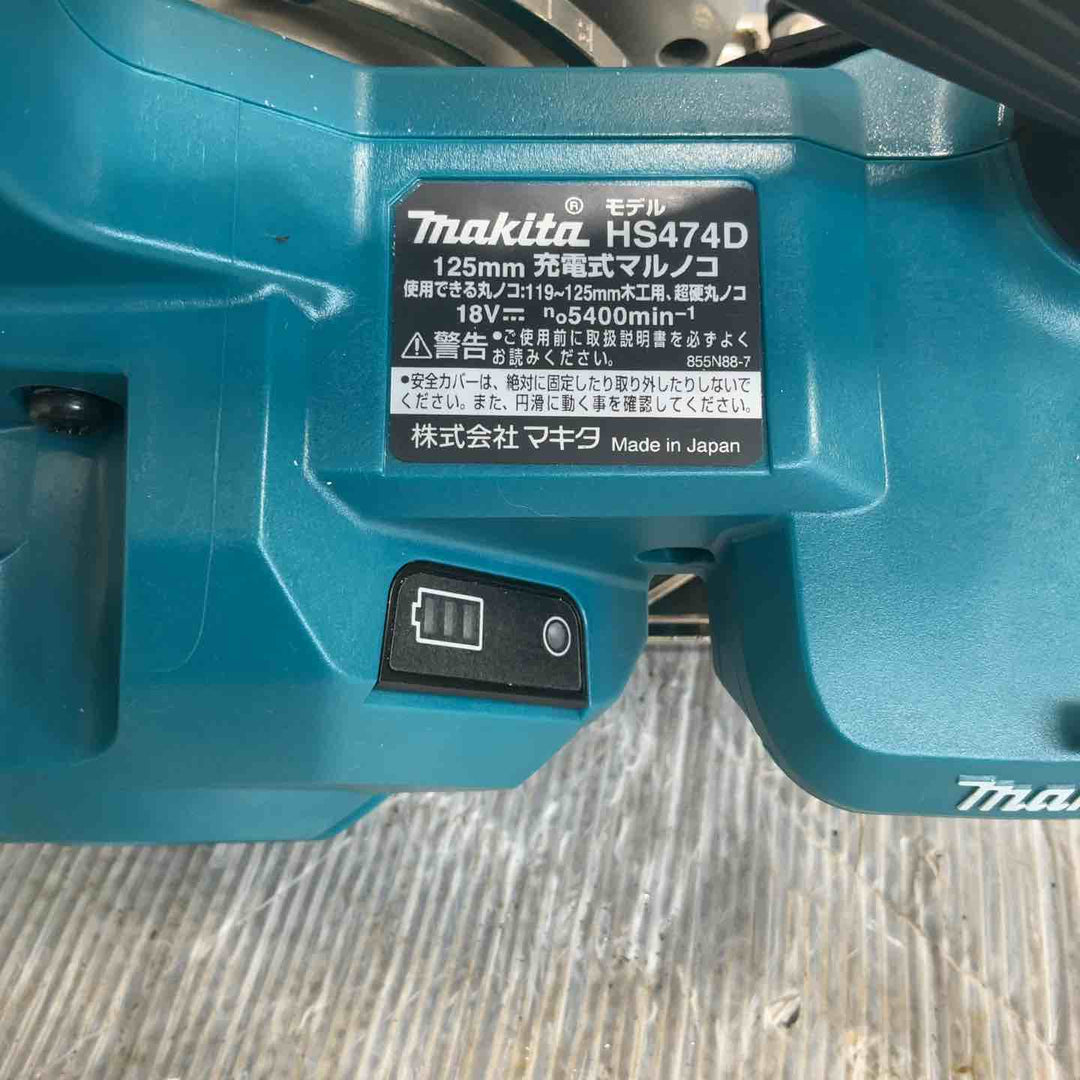 makita® モデル HS474D
125mm 充電式マルノコ
使用できる丸ノコ:119~125mm木工用、超硬丸ノコ
18V⎓ n₀5400min⁻¹
⚠警告 •ご使用前に取扱説明書を必ずよく
お読みください。 855N88-7
•安全カバーは、絶対に固定したり取り外したりしないで
ください。また、円滑に動く事を確認してください。
株式会社 マキタ Made in Japan